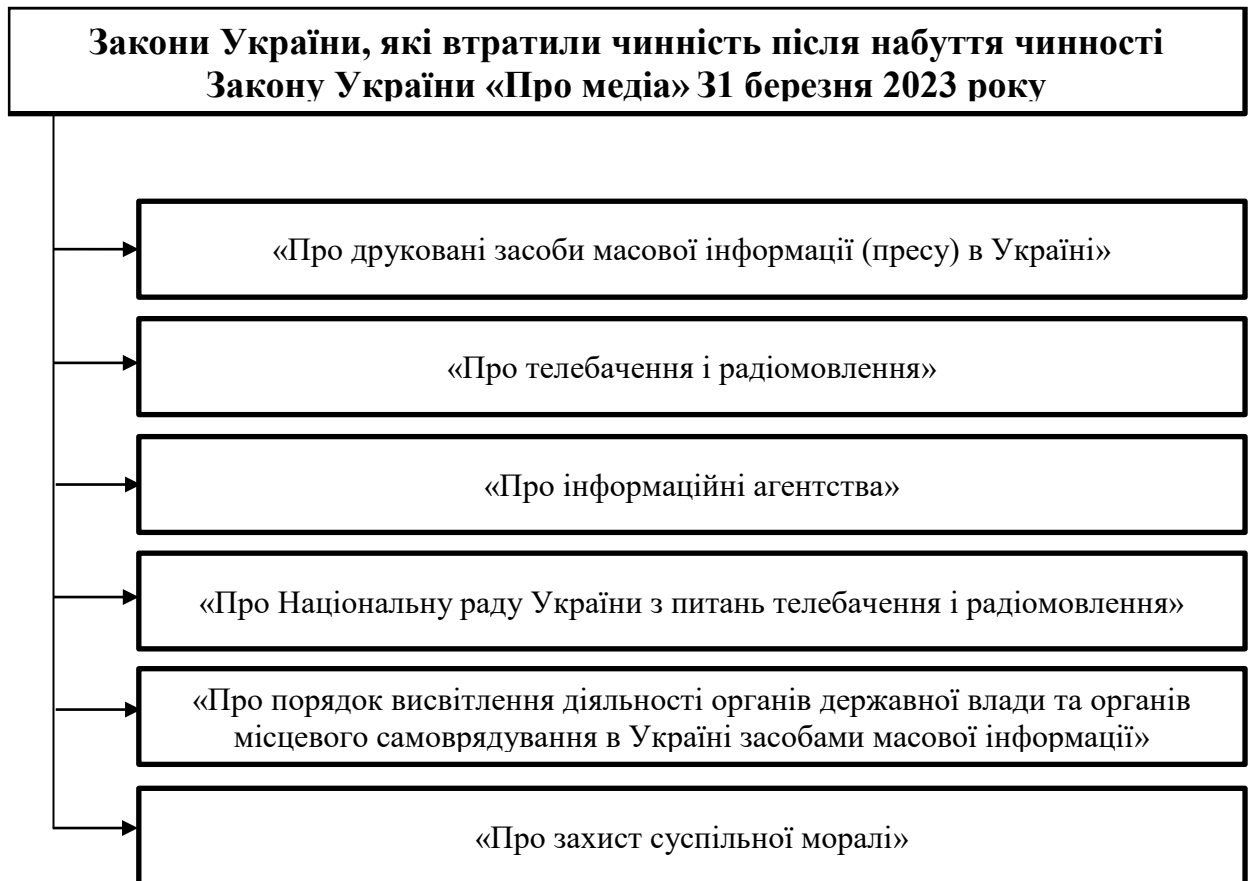 Закони України, які втратили чинність після набуття чинності
Закону України «Про медіа» З1 березня 2023 року
«Про друковані засоби масової інформації (пресу) в Україні»
«Про телебачення і радіомовлення»
«Про інформаційні агентства»
«Про Національну раду України з питань телебачення і радіомовлення»
«Про порядок висвітлення діяльності органів державної влади та органів
місцевого самоврядування в Україні засобами масової інформації»
«Про захист суспільної моралі»